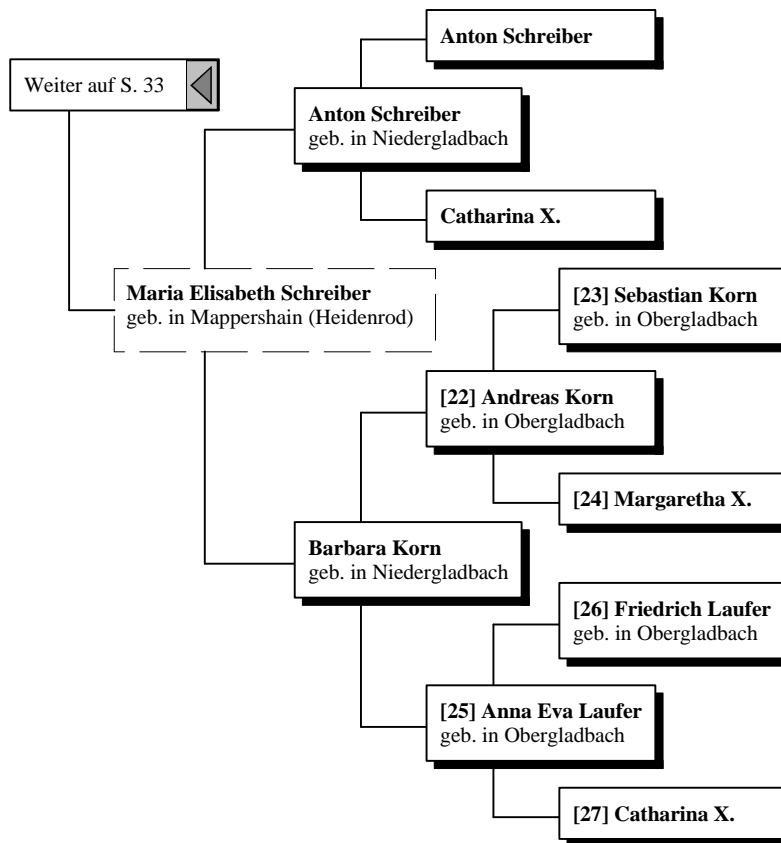 Anton Schreiber
Weiter auf S. 33
Anton Schreiber
geb. in Niedergladbach
Catharina X.
Maria Elisabeth Schreiber
geb. in Mappershain (Heidenrod)
[23] Sebastian Korn
geb. in Obergladbach
[22] Andreas Korn
geb. in Obergladbach
[24] Margaretha X.
Barbara Korn
geb. in Niedergladbach
[26] Friedrich Laufer
geb. in Obergladbach
[25] Anna Eva Laufer
geb. in Obergladbach
[27] Catharina X.